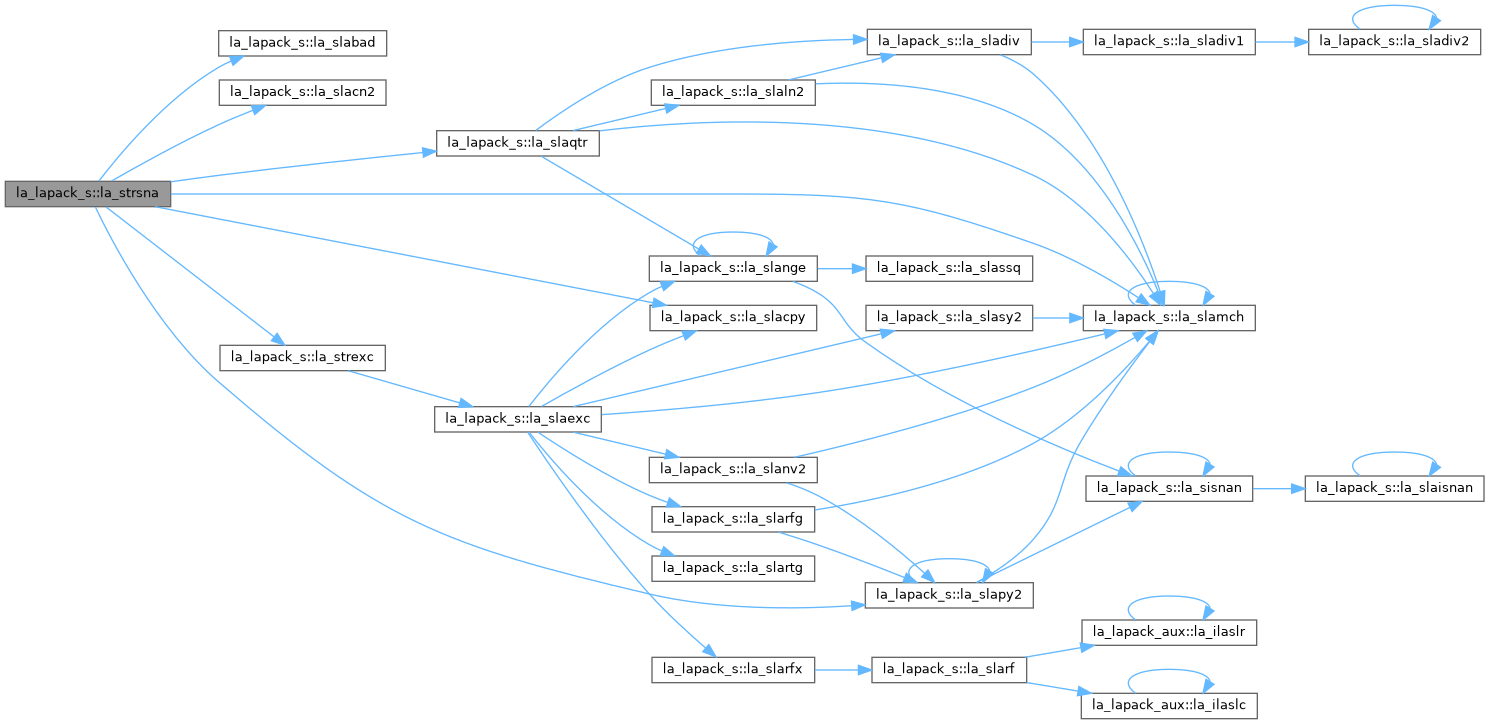 la_lapack_s::la_strsna
la_lapack_s::la_slabad
la_lapack_s::la_slacn2
la_lapack_s::la_slaqtr
la_lapack_s::la_strexc
la_lapack_s::la_slaexc
la_lapack_s::la_sladiv
la_lapack_s::la_slaln2
la_lapack_s::la_sladiv1
la_lapack_s::la_sladiv2
la_lapack_s::la_slange
la_lapack_s::la_slassq
la_lapack_s::la_slacpy
la_lapack_s::la_slasy2
la_lapack_s::la_slamch
la_lapack_s::la_slanv2
la_lapack_s::la_sisnan
la_lapack_s::la_slaisnan
la_lapack_s::la_slarfg
la_lapack_s::la_slartg
la_lapack_s::la_slapy2
la_lapack_s::la_slarfx
la_lapack_s::la_slarf
la_lapack_aux::la_ilaslr
la_lapack_aux::la_ilaslc